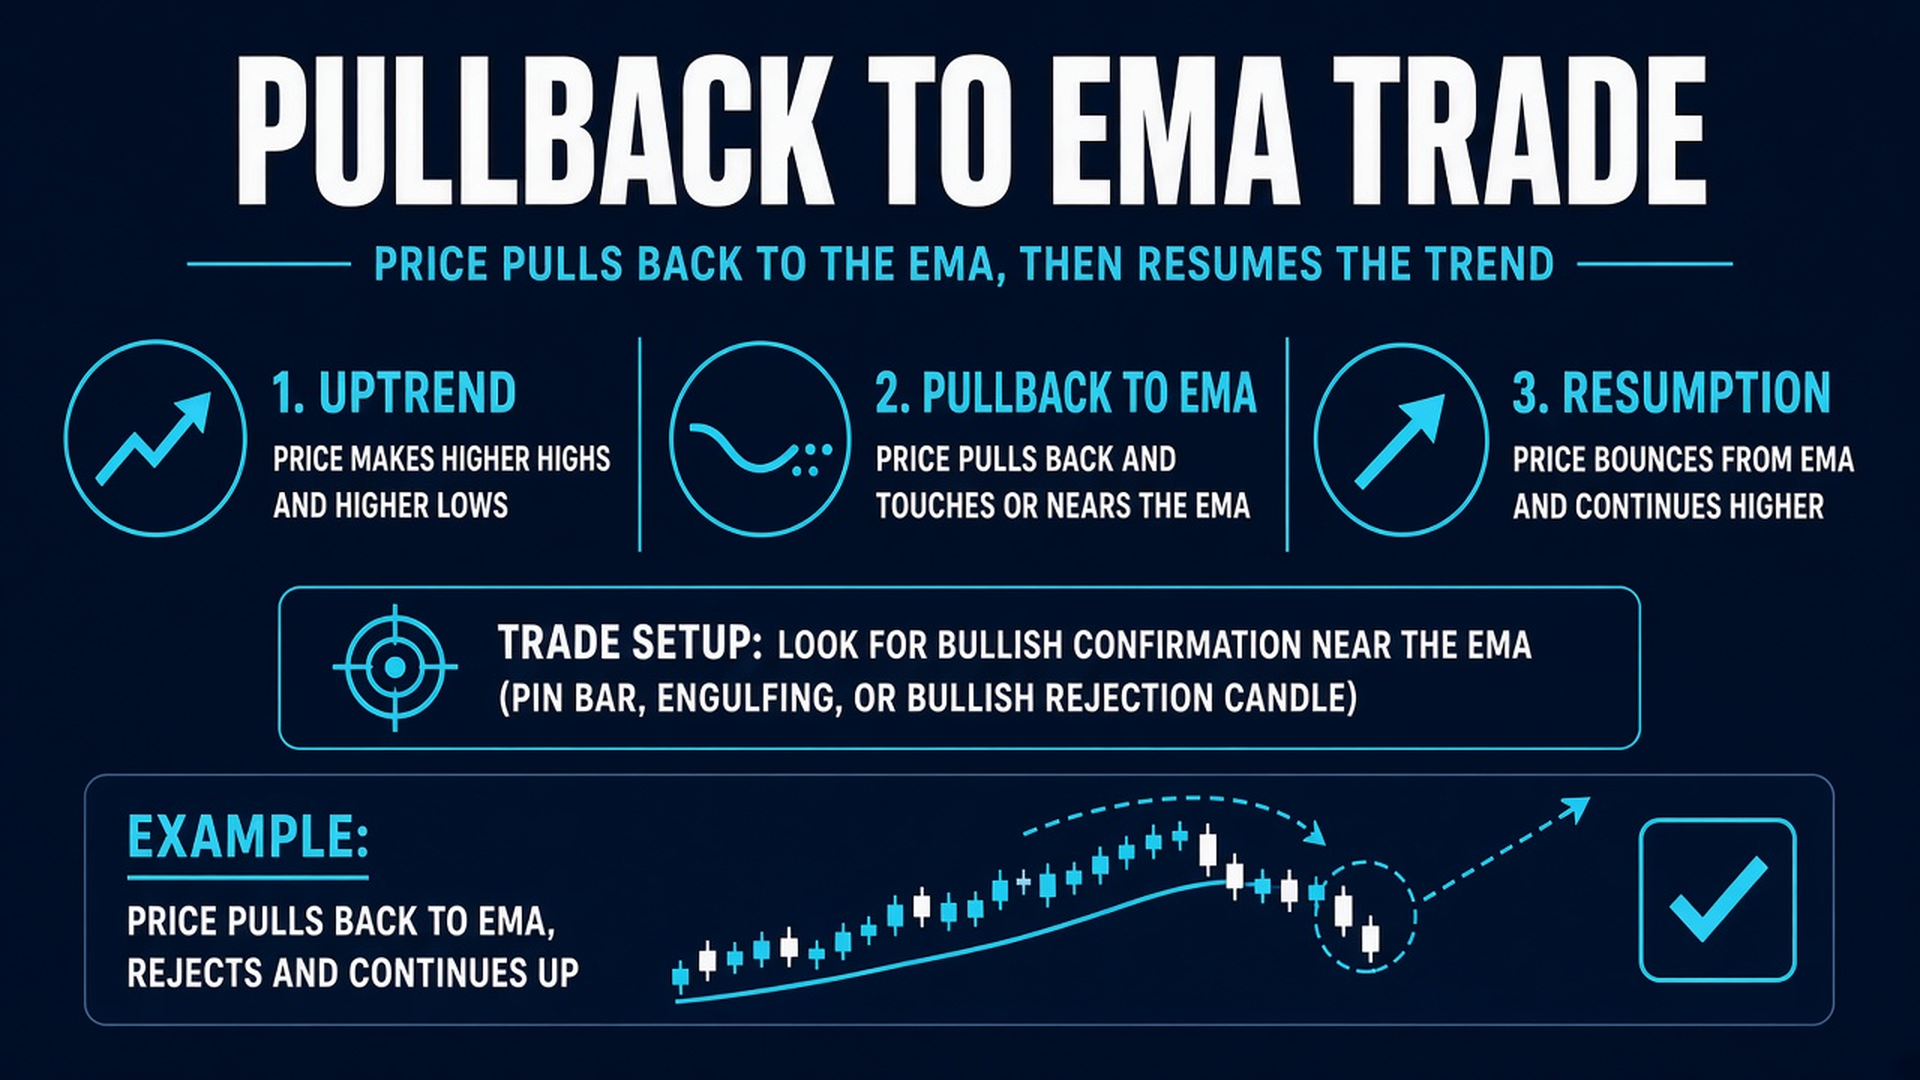 PULLBACK TO EMA TRADE
PRICE PULLS BACK TO THE EMA, THEN RESUMES THE TREND
1. UPTREND
PRICE MAKES HIGHER HIGHS
AND HIGHER LOWS
2. PULLBACK TO EMA
PRICE PULLS BACK AND
TOUCHES OR NEARS THE EMA
3. RESUMPTION
PRICE BOUNCES FROM EMA
AND CONTINUES HIGHER
TRADE SETUP: LOOK FOR BULLISH CONFIRMATION NEAR THE EMA
(PIN BAR, ENGULFING, OR BULLISH REJECTION CANDLE)
EXAMPLE:
PRICE PULLS BACK TO EMA,
REJECTS AND CONTINUES UP